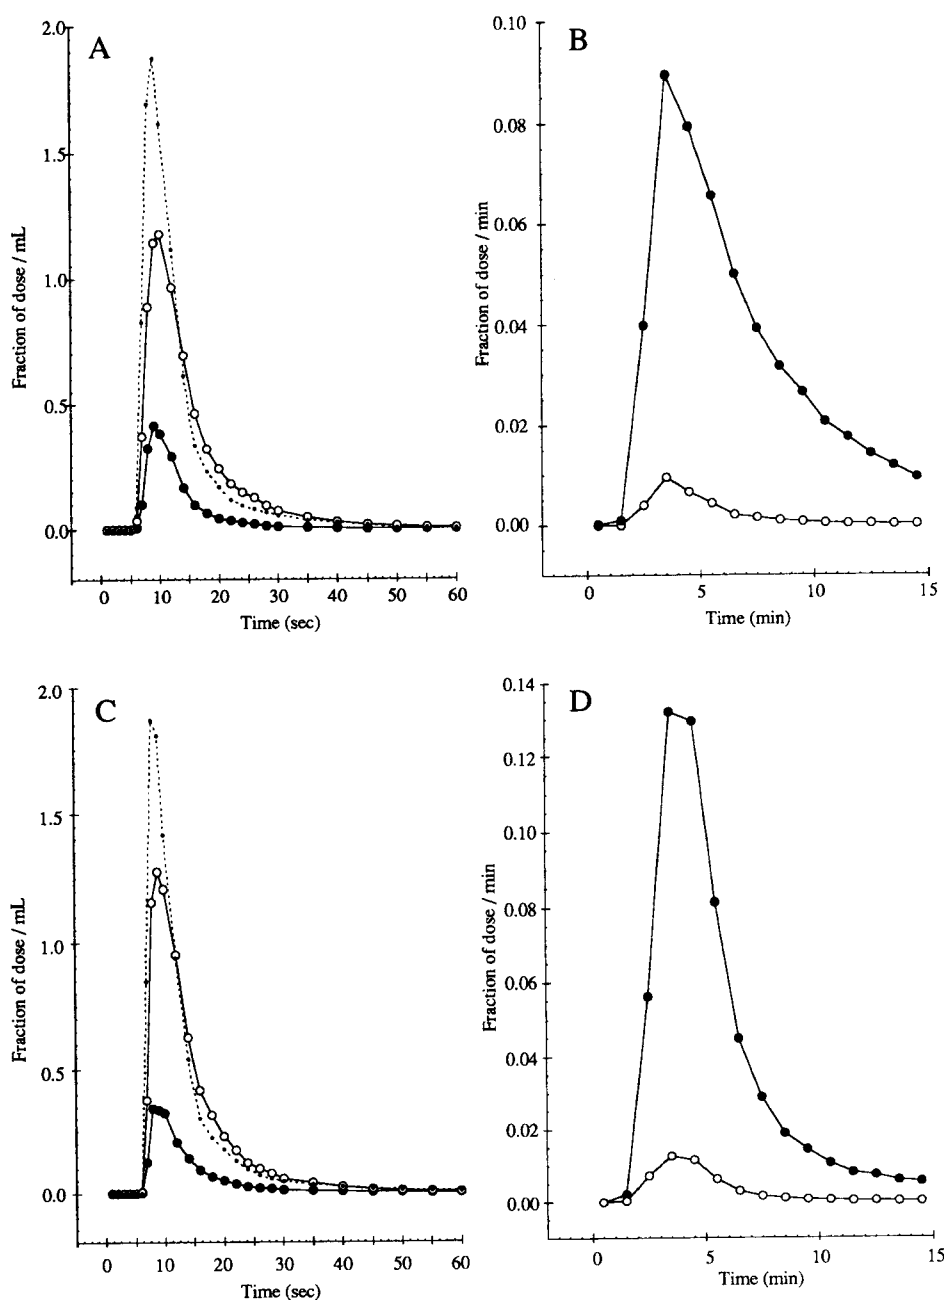 A
2.0
1.5
1.0
0.5
0.0
Fraction of dose / mL
0 10 20 30 40 50 60
Time (sec)
B
0.10
0.08
0.06
0.04
0.02
0.00
Fraction of dose / min
0 5 10 15
Time (min)
C
2.0
1.5
1.0
0.5
0.0
Fraction of dose / mL
0 10 20 30 40 50 60
Time (sec)
D
0.14
0.12
0.10
0.08
0.06
0.04
0.02
0.00
Fraction of dose / min
0 5 10 15
Time (min)